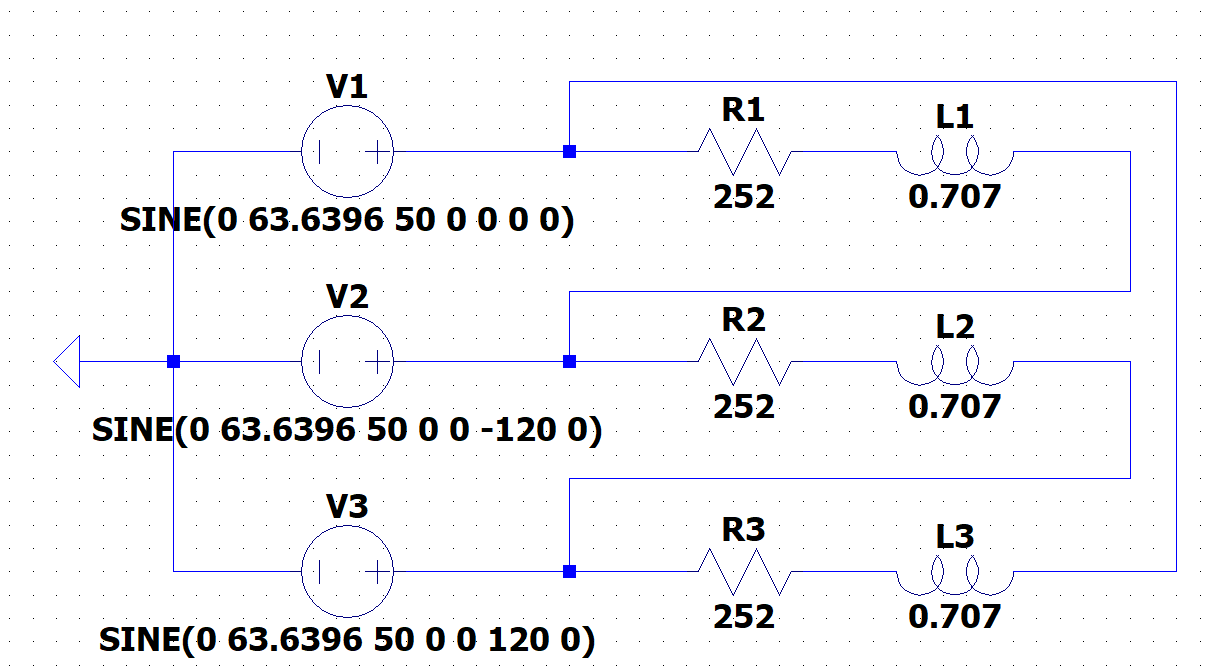 V1
R1
L1
252
0.707
SINE(0 63.6396 50 0 0 0 0)
V2
R2
L2
252
0.707
SINE(0 63.6396 50 0 0 -120 0)
V3
R3
L3
252
0.707
SINE(0 63.6396 50 0 0 120 0)